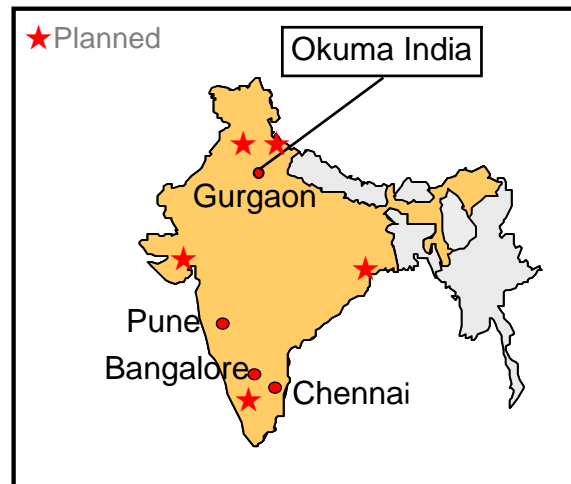 Planned
Okuma India
Gurgaon
Pune
Bangalore
Chennai